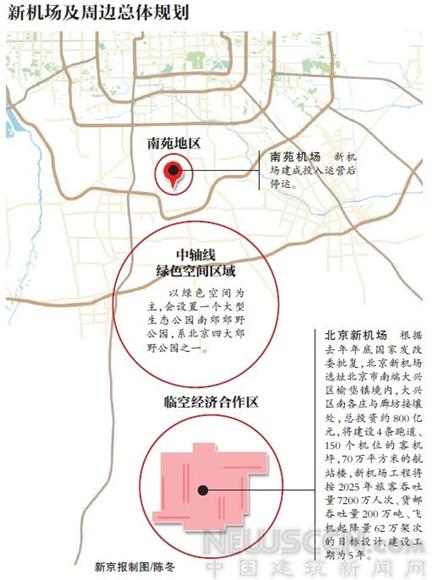 新机场及周边总体规划
南苑地区
南苑机场 新机
场建成投入运营后
停运。
中轴线
绿色空间区域
以绿色空间为
主,会设置一个大型
生态公园南郊郊野
公园,系北京四大郊
野公园之一。
北京新机场 根据
去年年底国家发改
委批复,北京新机场
选址北京市南端大兴
区榆垡镇境内,大兴
区南各庄与廊坊接壤
处,总投资约800亿
元,将建设4条跑道、
150个机位的客机
坪,70万平方米的航
站楼,新机场工程将
按2025年旅客吞吐
量7200万人次、货邮
吞吐量200万吨、飞
机起降量62万架次
的目标设计,建设工
期为5年。
临空经济合作区
新京报制图/陈冬
NEWSCCN.COM
中国建筑新闻网